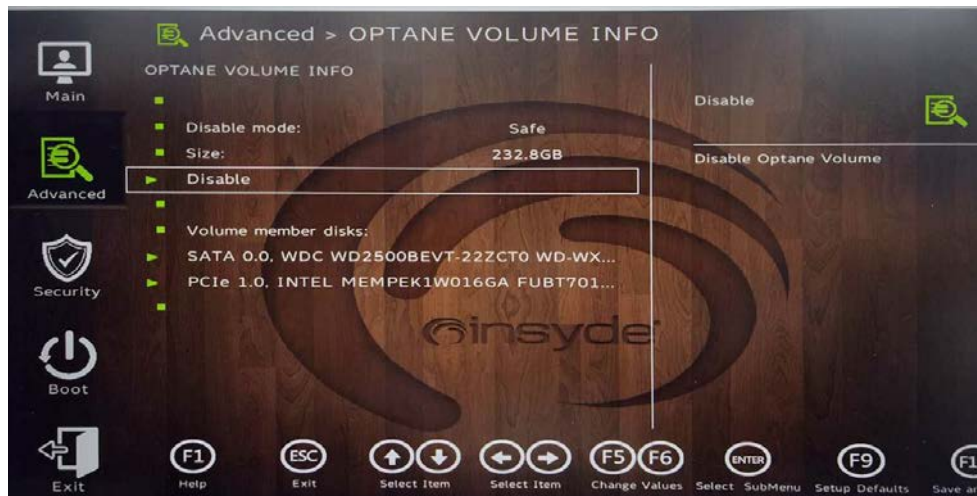 Advanced > OPTANE VOLUME INFO
Main
OPTANE VOLUME INFO
Disable mode: Safe
Size: 232.8GB
Disable
Volume member disks:
SATA 0.0, WDC WD2500BEVT-22ZCT0 WD-WX...
PCIe 1.0, INTEL MEMPEK1W016GA FUBT701...
Disable
Disable Optane Volume
Advanced
Security
Boot
Exit
insyde
F1 Help
ESC Exit
Select Item
Select Item
F5 F6 Change Values
ENTER Select SubMenu
F9 Setup Defaults
F1 Save a